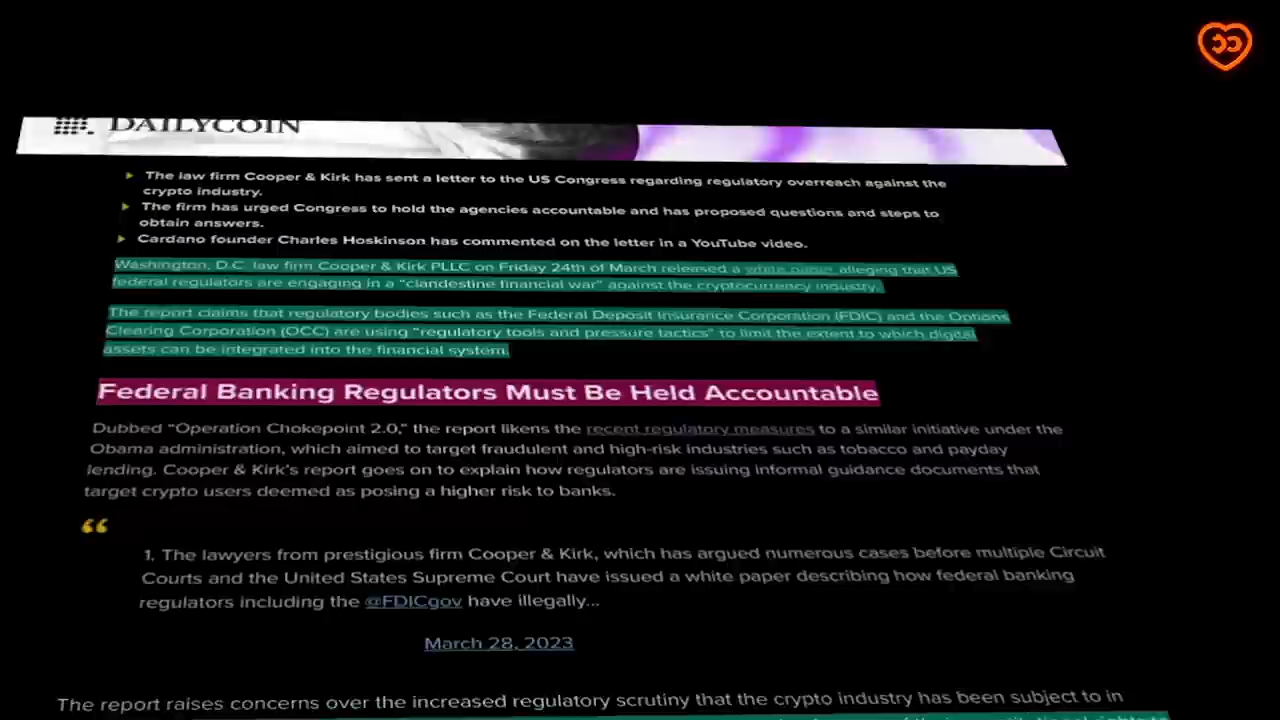 DAILYCOIN
The law firm Cooper & Kirk has sent a letter to the US Congress regarding regulatory overreach against the
crypto industry.
The firm has urged Congress to hold the agencies accountable and has proposed questions and steps to
obtain answers.
Cardano founder Charles Hoskinson has commented on the letter in a YouTube video.
Washington, D.C. law firm Cooper & Kirk PLLC on Friday 24th of March released a white paper alleging that US
federal regulators are engaging in a “clandestine financial war” against the cryptocurrency industry.
The report claims that regulatory bodies such as the Federal Deposit Insurance Corporation (FDIC) and the Options
Clearing Corporation (OCC) are using “regulatory tools and pressure tactics” to limit the extent to which digital
assets can be integrated into the financial system.
Federal Banking Regulators Must Be Held Accountable
Dubbed “Operation Chokepoint 2.0,” the report likens the recent regulatory measures to a similar initiative under the
Obama administration, which aimed to target fraudulent and high-risk industries such as tobacco and payday
lending. Cooper & Kirk’s report goes on to explain how regulators are issuing informal guidance documents that
target crypto users deemed as posing a higher risk to banks.
“
1. The lawyers from prestigious firm Cooper & Kirk, which has argued numerous cases before multiple Circuit
Courts and the United States Supreme Court have issued a white paper describing how federal banking
regulators including the @FDICgov have illegally...
March 28, 2023
The report raises concerns over the increased regulatory scrutiny that the crypto industry has been subject to in